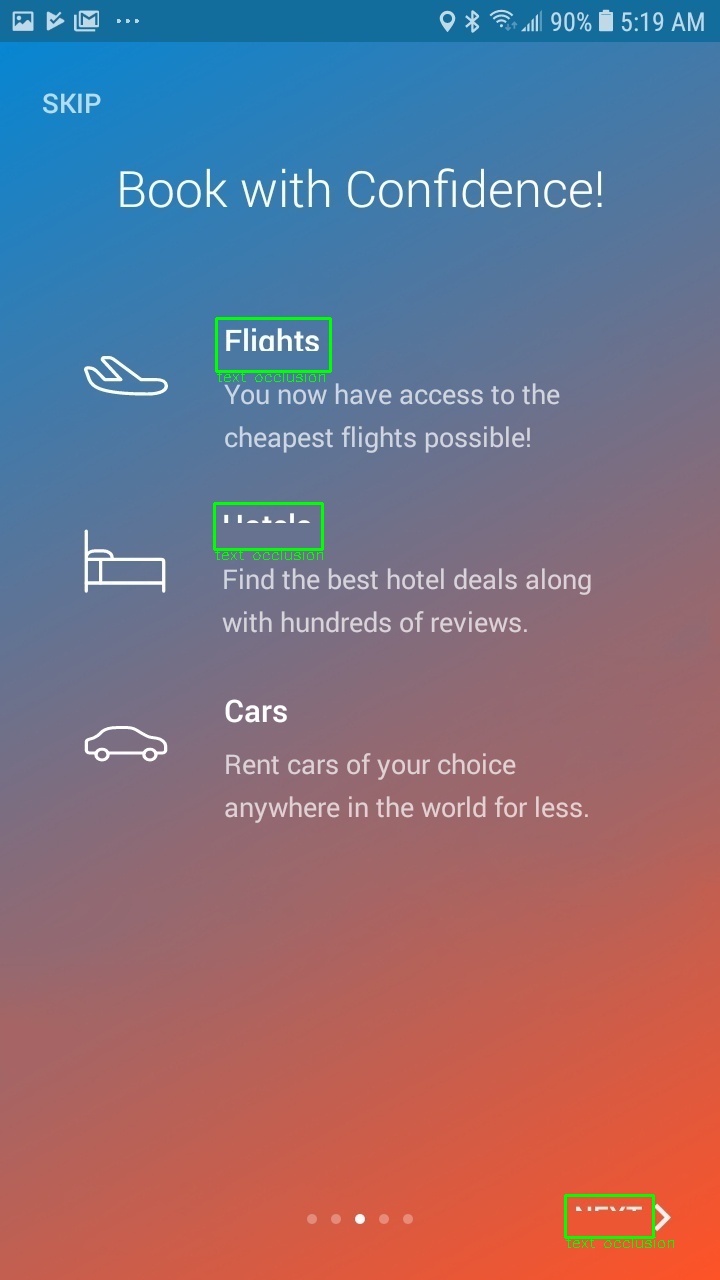 90% 5:19 AM
SKIP
Book with Confidence!
Flights
text occlusion
You now have access to the
cheapest flights possible!
Hotels
text occlusion
Find the best hotel deals along
with hundreds of reviews.
Cars
Rent cars of your choice
anywhere in the world for less.
NEXT
text occlusion